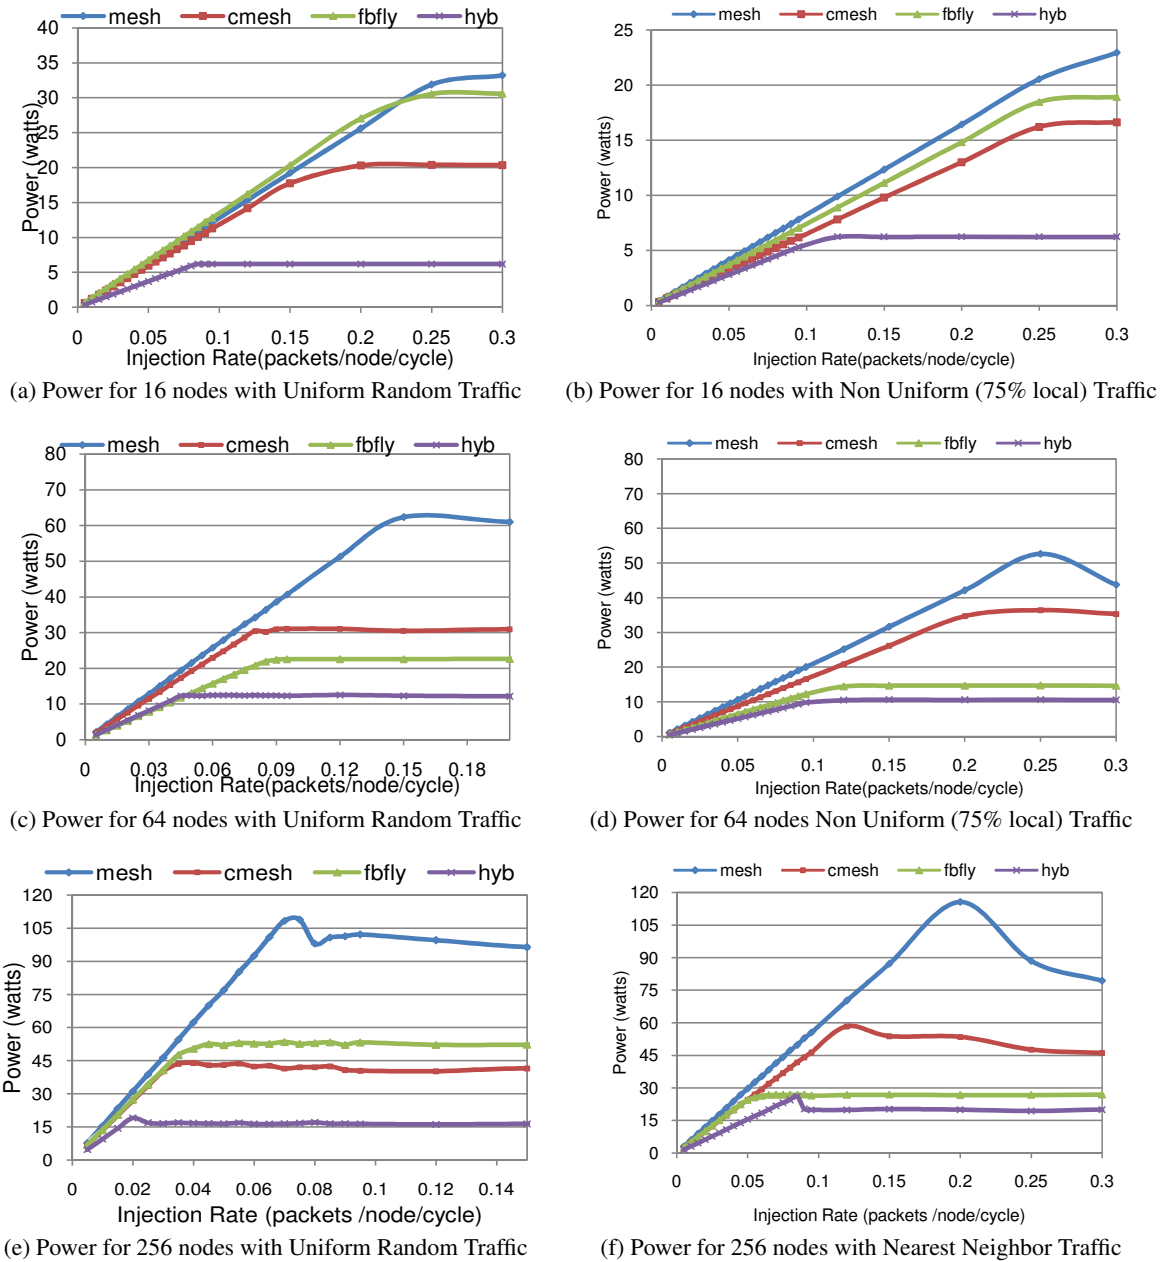 mesh cmesh fbfly hyb
40
35
30
25
20
15
10
5
0
Power (watts)
0 0.05 0.1 0.15 0.2 0.25 0.3
Injection Rate(packets/node/cycle)
(a) Power for 16 nodes with Uniform Random Traffic
mesh cmesh fbfly hyb
25
20
15
10
5
0
Power (watts)
0 0.05 0.1 0.15 0.2 0.25 0.3
Injection Rate(packets/node/cycle)
(b) Power for 16 nodes with Non Uniform (75% local) Traffic
mesh cmesh fbfly hyb
80
70
60
50
40
30
20
10
0
Power (watts)
0 0.03 0.06 0.09 0.12 0.15 0.18
Injection Rate(packets/node/cycle)
(c) Power for 64 nodes with Uniform Random Traffic
mesh cmesh fbfly hyb
80
70
60
50
40
30
20
10
0
Power (watts)
0 0.05 0.1 0.15 0.2 0.25 0.3
Injection Rate(packets/node/cycle)
(d) Power for 64 nodes Non Uniform (75% local) Traffic
mesh cmesh fbfly hyb
120
105
90
75
60
45
30
15
0
Power (watts)
0 0.02 0.04 0.06 0.08 0.1 0.12 0.14
Injection Rate (packets /node/cycle)
(e) Power for 256 nodes with Uniform Random Traffic
mesh cmesh fbfly hyb
120
105
90
75
60
45
30
15
0
Power (watts)
0 0.05 0.1 0.15 0.2 0.25 0.3
Injection Rate (packets /node/cycle)
(f) Power for 256 nodes with Nearest Neighbor Traffic